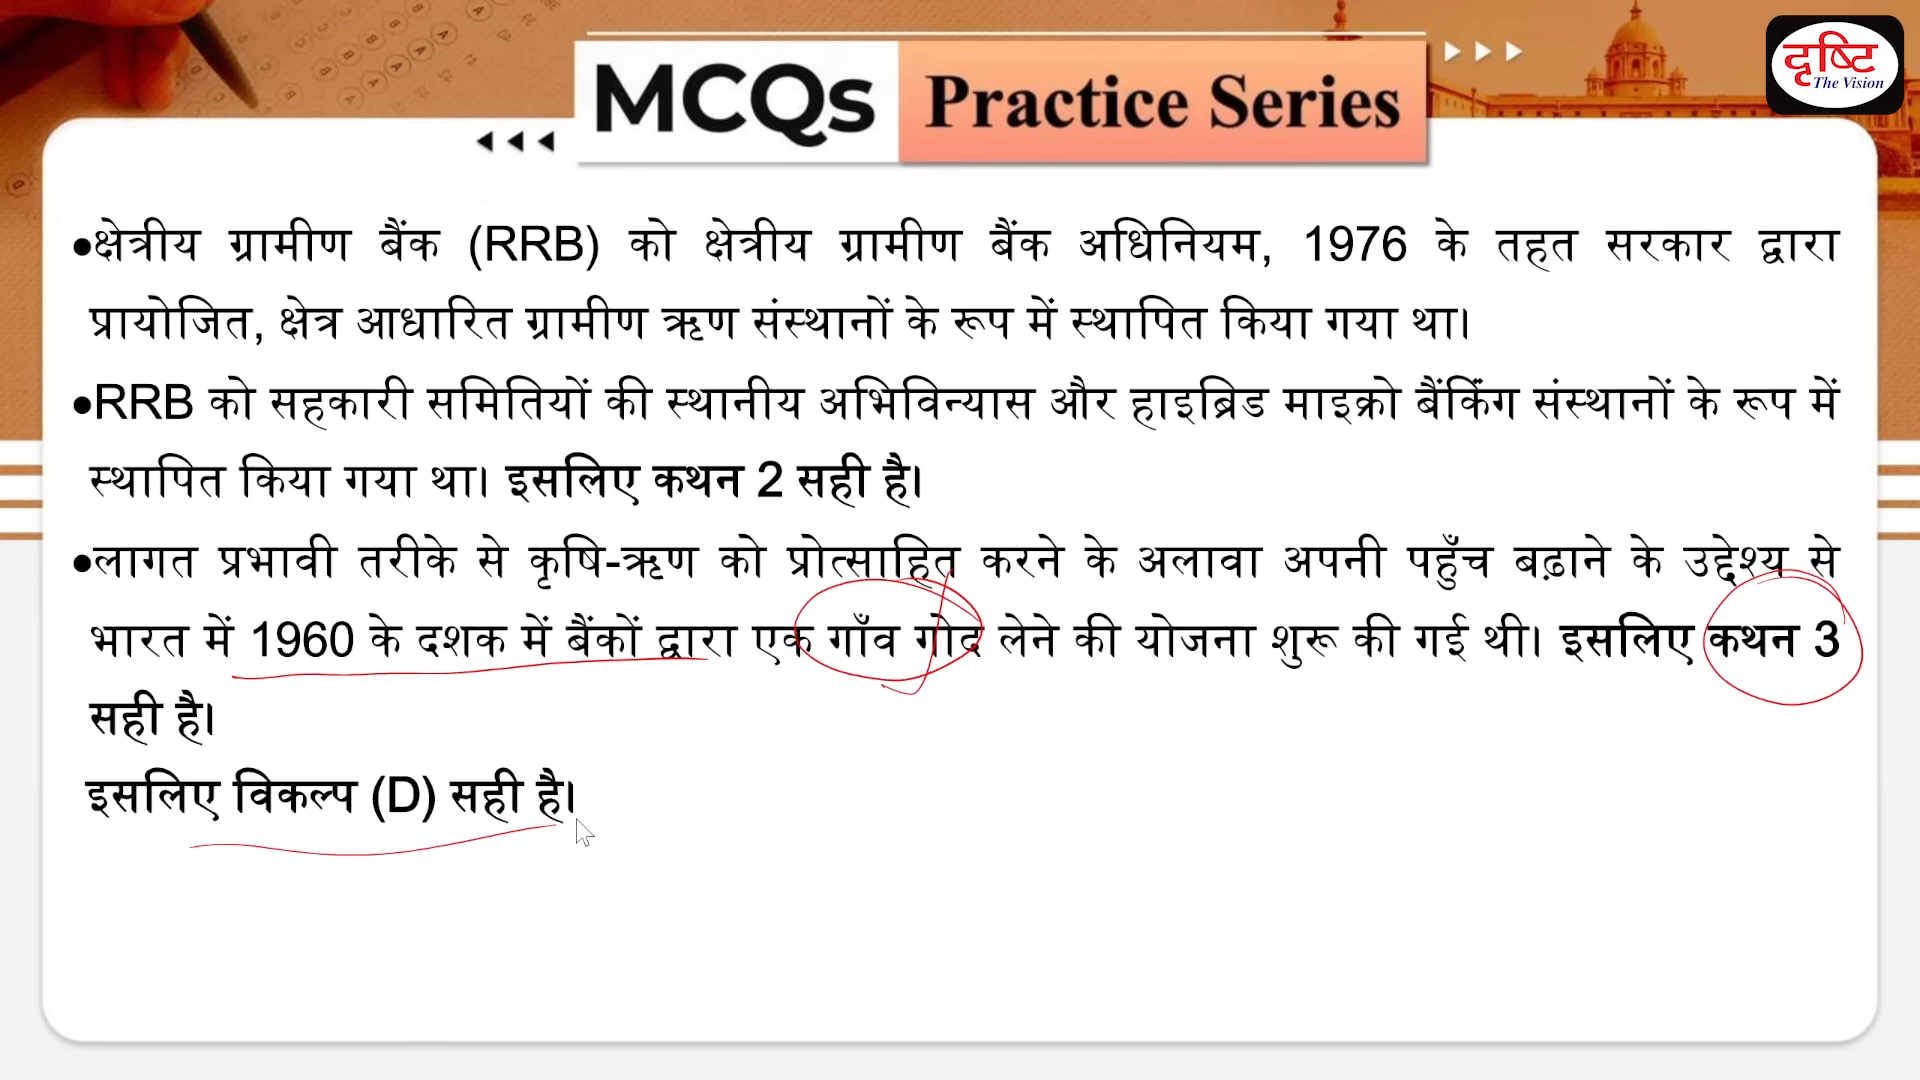 MCQs Practice Series
दृष्टि
The Vision
•क्षेत्रीय ग्रामीण बैंक (RRB) को क्षेत्रीय ग्रामीण बैंक अधिनियम, 1976 के तहत सरकार द्वारा
प्रायोजित, क्षेत्र आधारित ग्रामीण ऋण संस्थानों के रूप में स्थापित किया गया था।
•RRB को सहकारी समितियों की स्थानीय अभिविन्यास और हाइब्रिड माइक्रो बैंकिंग संस्थानों के रूप में
स्थापित किया गया था। इसलिए कथन 2 सही है।
•लागत प्रभावी तरीके से कृषि-ऋण को प्रोत्साहित करने के अलावा अपनी पहुँच बढ़ाने के उद्देश्य से
भारत में 1960 के दशक में बैंकों द्वारा एक गाँव गोद लेने की योजना शुरू की गई थी। इसलिए कथन 3
सही है।
इसलिए विकल्प (D) सही है।